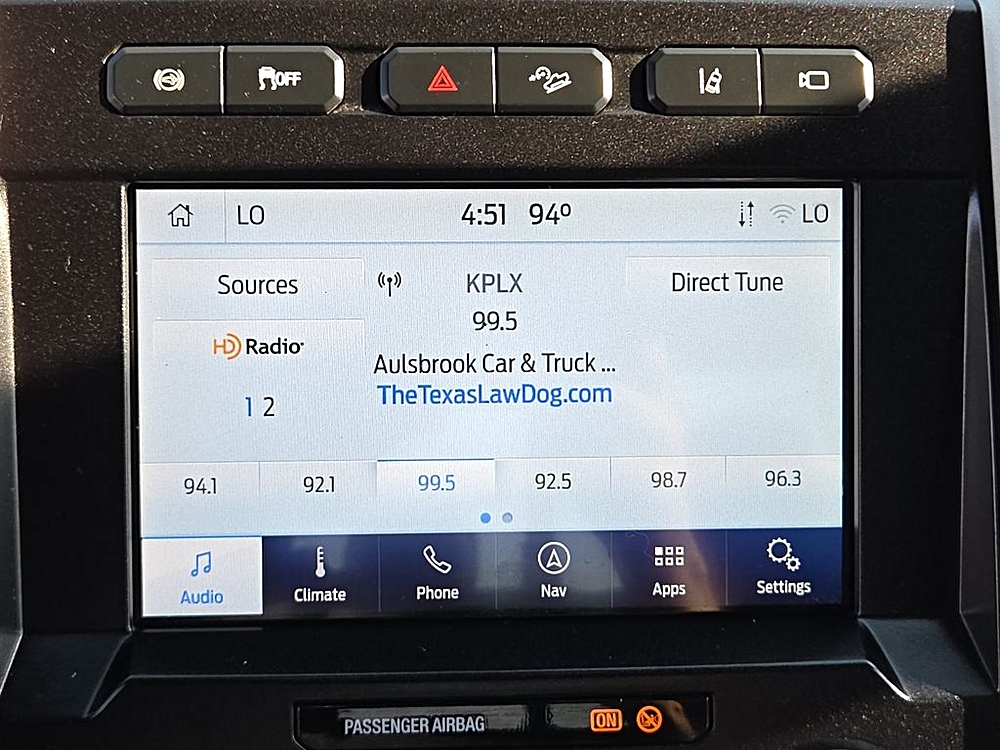 OFF
LO 4:51 94° LO
Sources KPLX Direct Tune
99.5
HD Radio
Aulsbrook Car & Truck ...
TheTexasLawDog.com
1 2
94.1 92.1 99.5 92.5 98.7 96.3
Audio Climate Phone Nav Apps Settings
PASSENGER AIRBAG ON